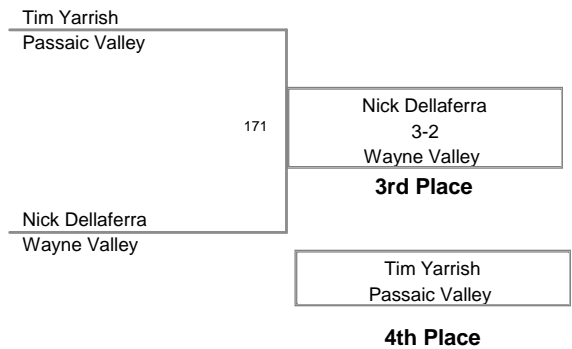 Tim Yarrish
Passaic Valley
171
Nick Dellaferra
3-2
Wayne Valley
3rd Place
Nick Dellaferra
Wayne Valley
Tim Yarrish
Passaic Valley
4th Place